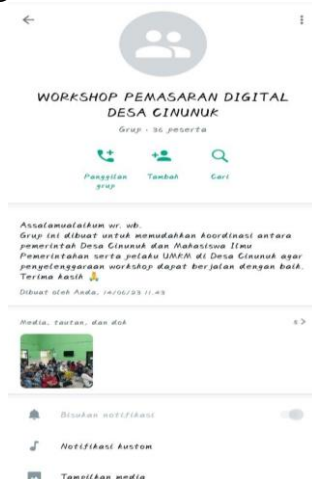 WORKSHOP PEMASARAN DIGITAL
DESA CINUNUK
Grup · 36 peserta
Panggilan
grup
Tambah
Cari
Assalamualaikum wr. wb.
Grup ini dibuat untuk memudahkan koordinasi antara
pemerintah Desa Cinunuk dan Mahasiswa Ilmu
Pemerintahan serta pelaku UMKM di Desa Cinunuk agar
penyelenggaraan workshop dapat berjalan dengan baik.
Terima kasih 🙏
Dibuat oleh Anda, 14/06/23 11.43
Media, tautan, dan dok
Bisukan notifikasi
Notifikasi kustom
Tampilkan media